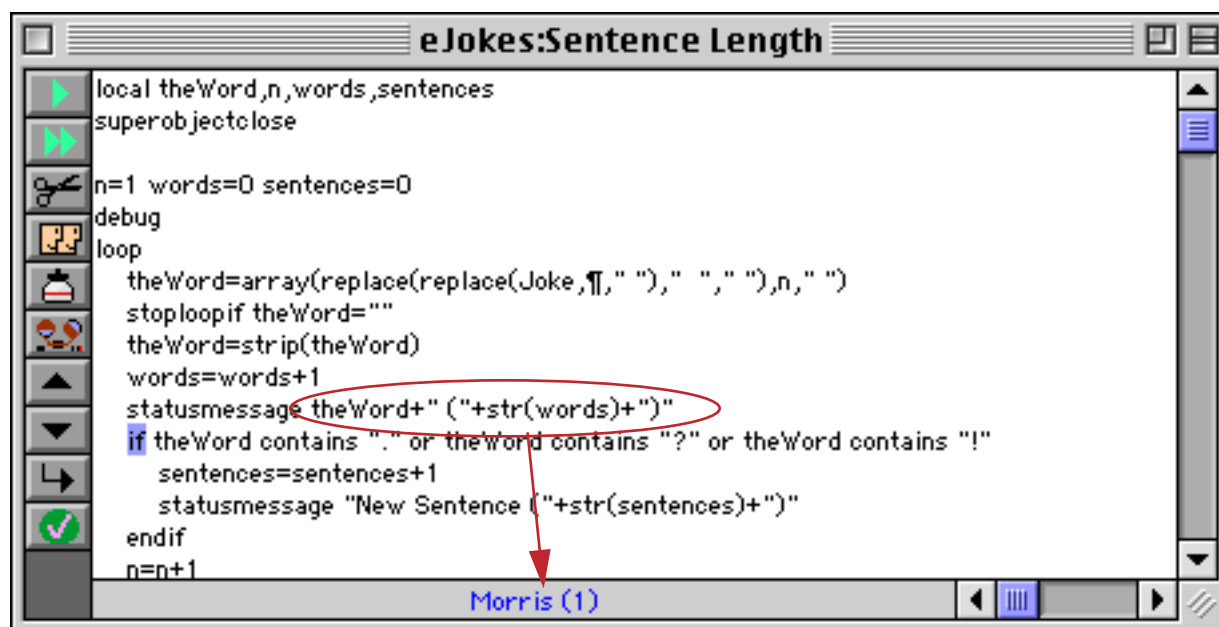 eJokes:Sentence Length
local theWord,n,words,sentences
superobjectclose
n=1 words=0 sentences=0
debug
loop
theWord=array(replace(replace(Joke,¶," "),"  "," "),n," ")
stoploopif theWord=""
theWord=strip(theWord)
words=words+1
statusmessage theWord+" ("+str(words)+")"
if theWord contains "." or theWord contains "?" or theWord contains "!"
sentences=sentences+1
statusmessage "New Sentence ("+str(sentences)+")"
endif
n=n+1
Morris (1)